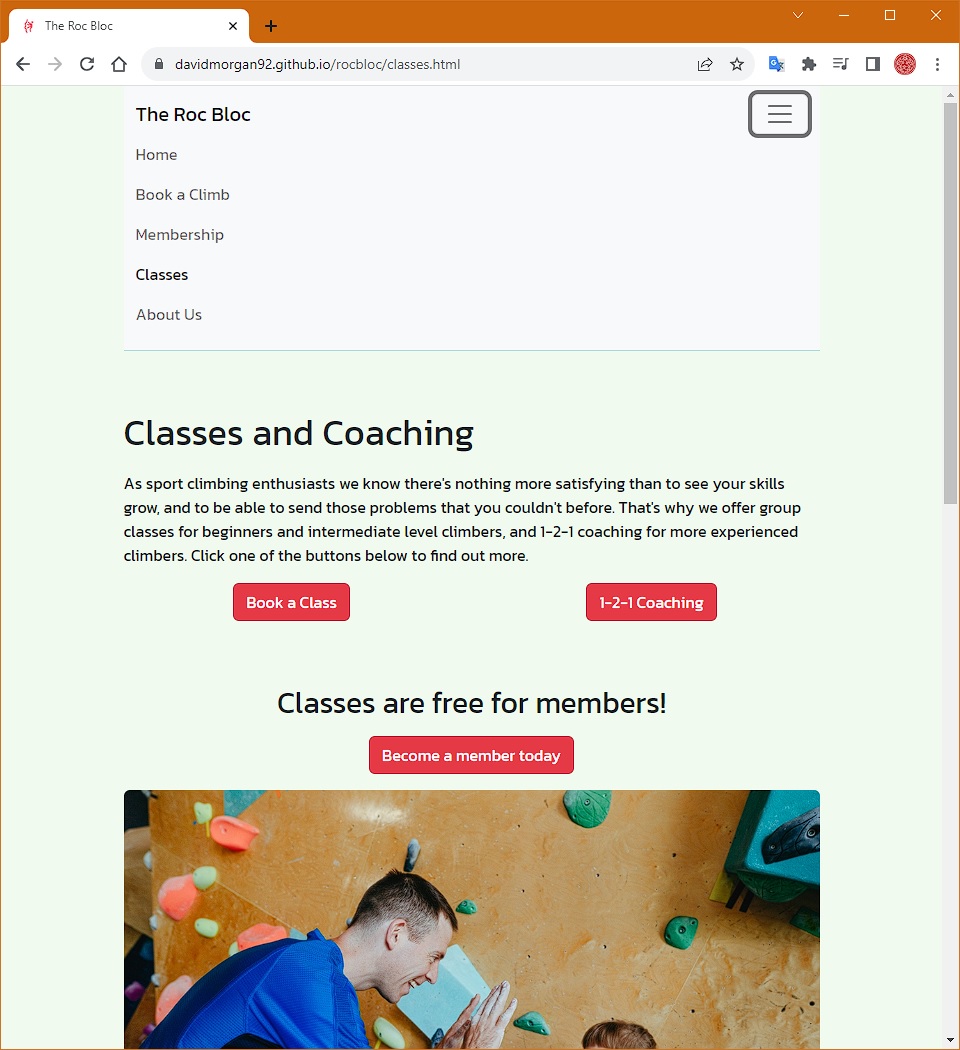 The Roc Bloc
davidmorgan92.github.io/rocbloc/classes.html
The Roc Bloc
Home
Book a Climb
Membership
Classes
About Us
Classes and Coaching
As sport climbing enthusiasts we know there's nothing more satisfying than to see your skills
grow, and to be able to send those problems that you couldn't before. That's why we offer group
classes for beginners and intermediate level climbers, and 1-2-1 coaching for more experienced
climbers. Click one of the buttons below to find out more.
Book a Class
1-2-1 Coaching
Classes are free for members!
Become a member today